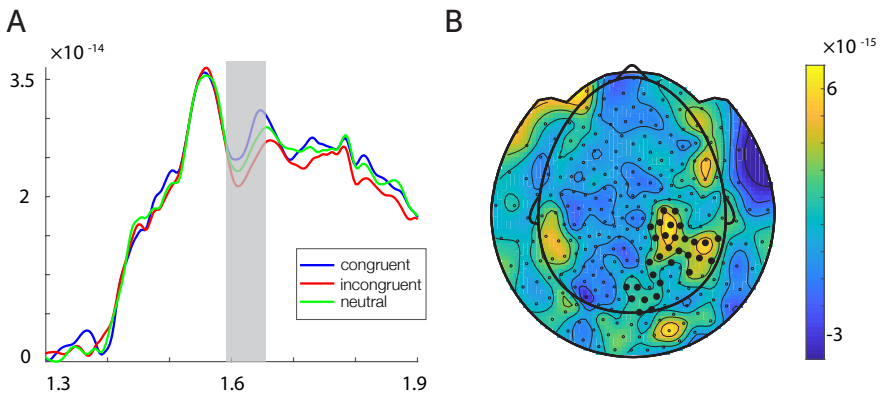 A
×10 -14
3.5
2
0
1.3
1.6
1.9
congruent
incongruent
neutral
B
×10 -15
6
-3